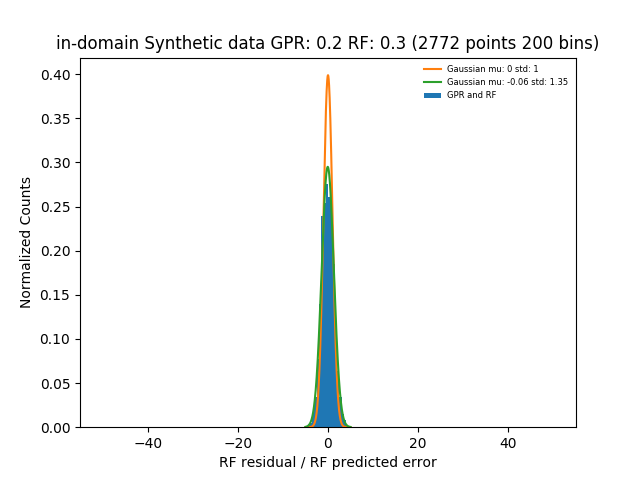 in-domain Synthetic data GPR: 0.2 RF: 0.3 (2772 points 200 bins)
Gaussian mu: 0 std: 1
Gaussian mu: -0.06 std: 1.35
GPR and RF
Normalized Counts
0.40
0.35
0.30
0.25
0.20
0.15
0.10
0.05
0.00
−40 −20 0 20 40
RF residual / RF predicted error